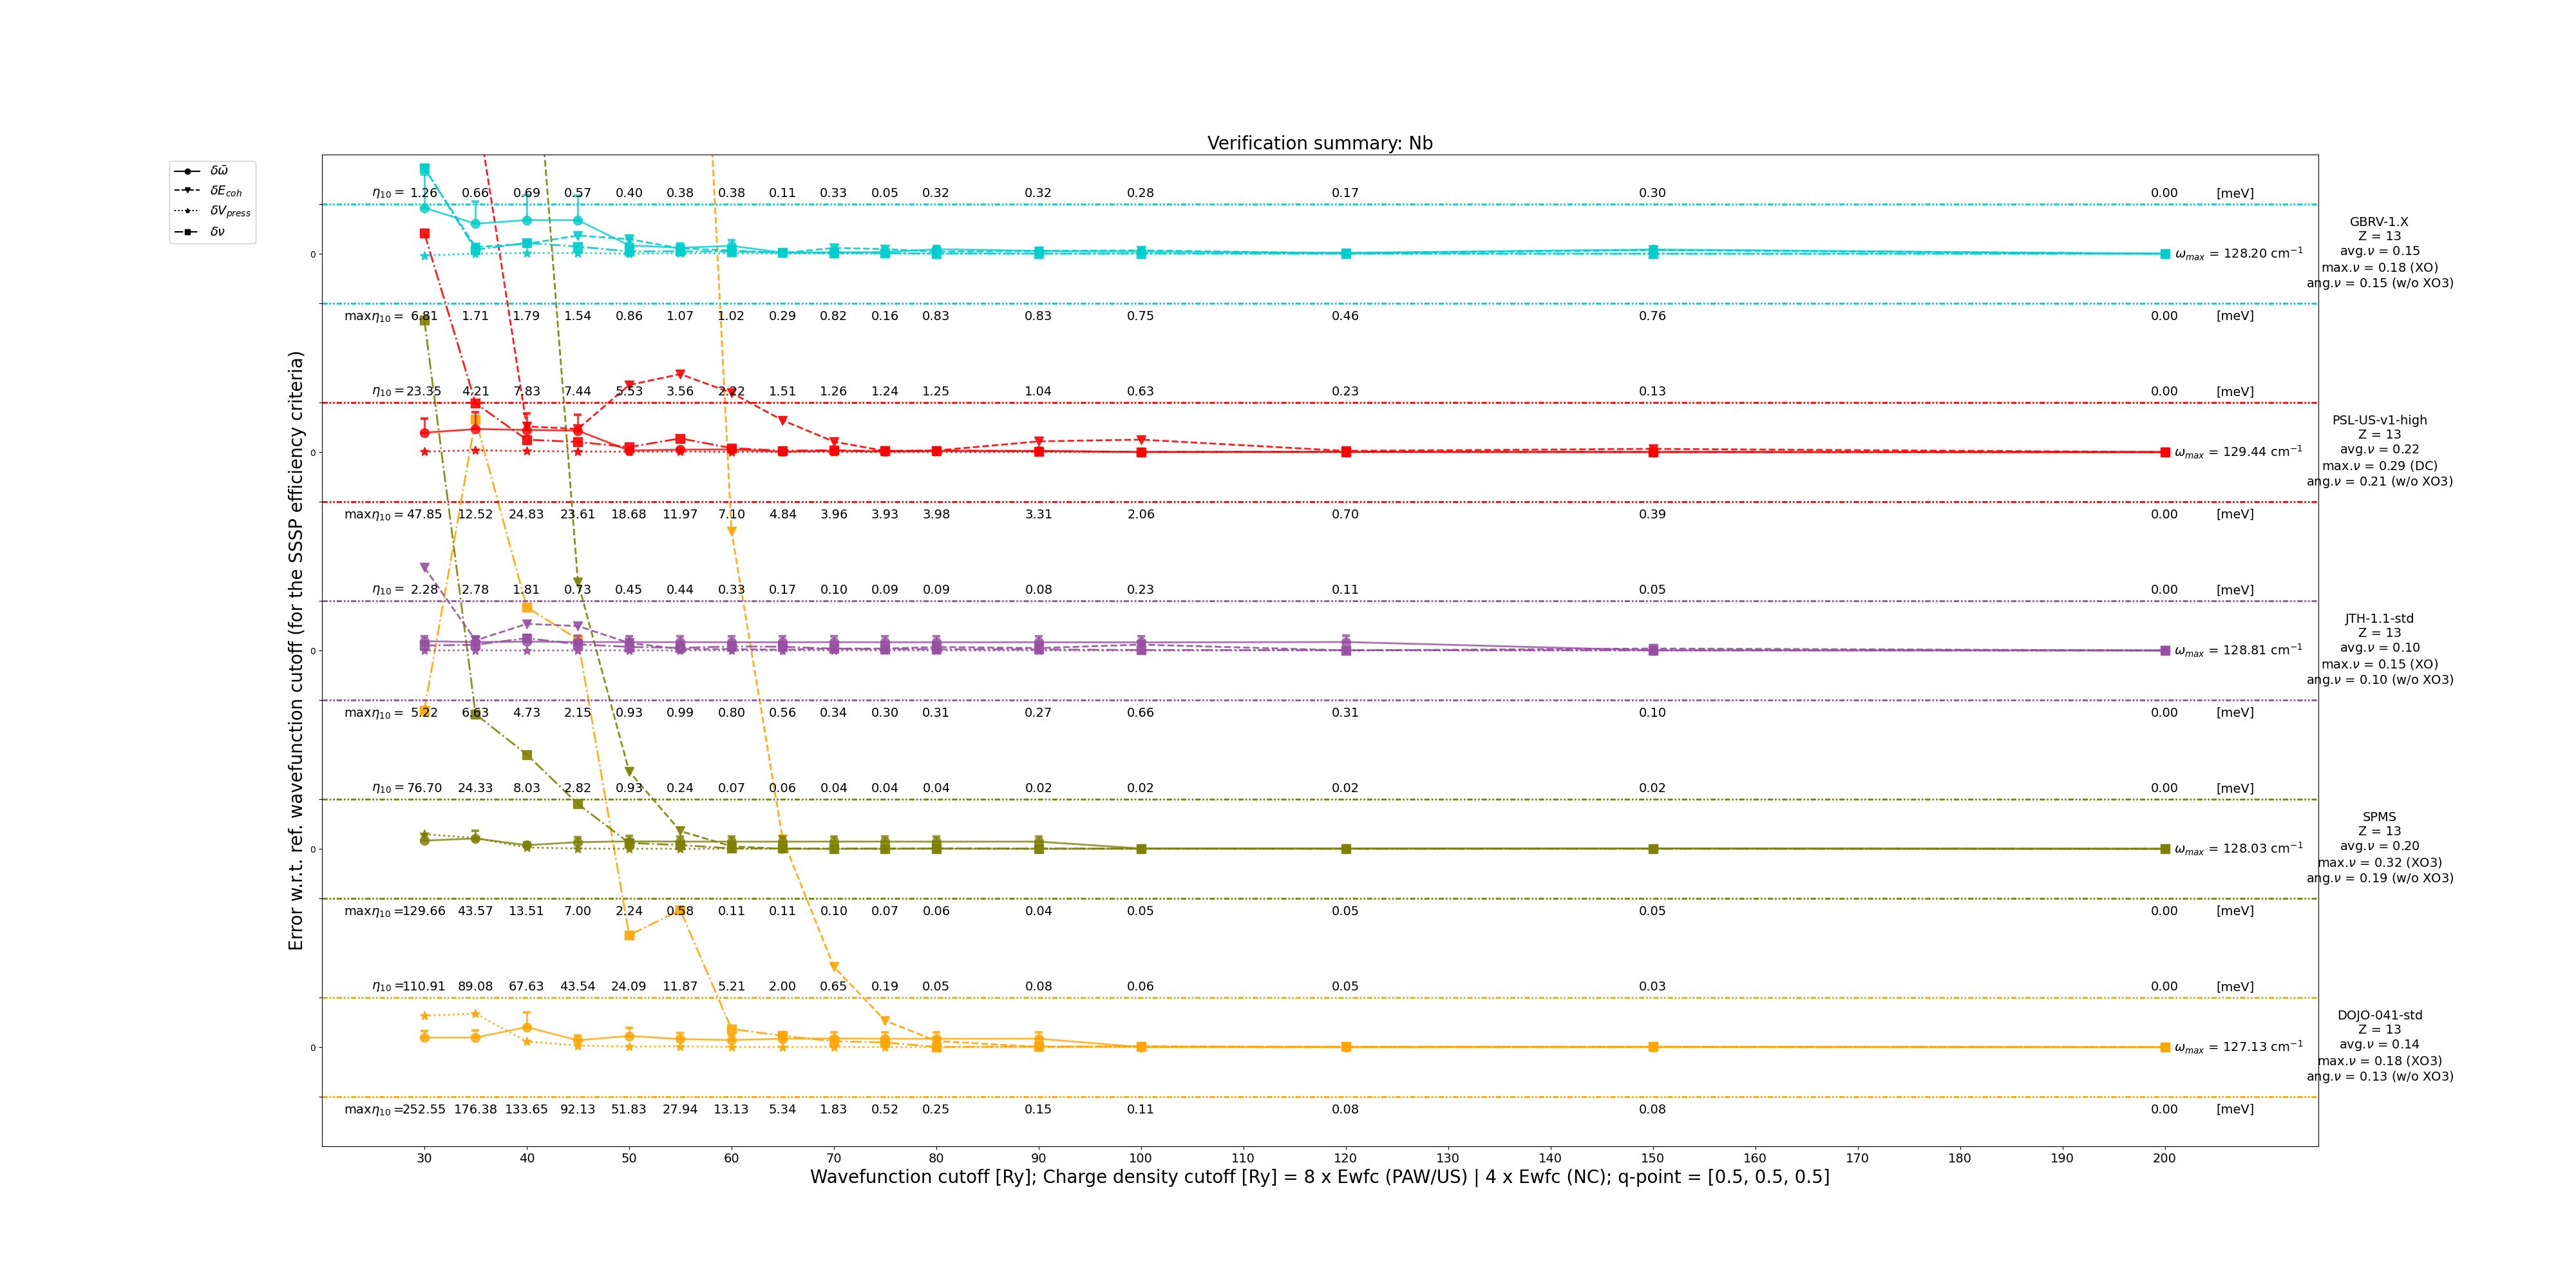 Verification summary: Nb
δω̄
δE_coh
δV_press
δν
Error w.r.t. ref. wavefunction cutoff (for the SSSP efficiency criteria)
η₁₀ = 1.26 0.66 0.69 0.57 0.40 0.38 0.38 0.11 0.33 0.05 0.32 0.32 0.28 0.17 0.30 0.00 [meV]
0
ω_max = 128.20 cm⁻¹
GBRV-1.X
Z = 13
avg.ν = 0.15
max.ν = 0.18 (XO)
ang.ν = 0.15 (w/o XO3)
maxη₁₀ = 6.81 1.71 1.79 1.54 0.86 1.07 1.02 0.29 0.82 0.16 0.83 0.83 0.75 0.46 0.76 0.00 [meV]
η₁₀ = 23.35 4.21 7.83 7.44 5.53 3.56 2.22 1.51 1.26 1.24 1.25 1.04 0.63 0.23 0.13 0.00 [meV]
0
ω_max = 129.44 cm⁻¹
PSL-US-v1-high
Z = 13
avg.ν = 0.22
max.ν = 0.29 (DC)
ang.ν = 0.21 (w/o XO3)
maxη₁₀ = 47.85 12.52 24.83 23.61 18.68 11.97 7.10 4.84 3.96 3.93 3.98 3.31 2.06 0.70 0.39 0.00 [meV]
η₁₀ = 2.28 2.78 1.81 0.73 0.45 0.44 0.33 0.17 0.10 0.09 0.09 0.08 0.23 0.11 0.05 0.00 [meV]
0
ω_max = 128.81 cm⁻¹
JTH-1.1-std
Z = 13
avg.ν = 0.10
max.ν = 0.15 (XO)
ang.ν = 0.10 (w/o XO3)
maxη₁₀ = 5.22 6.63 4.73 2.15 0.93 0.99 0.80 0.56 0.34 0.30 0.31 0.27 0.66 0.31 0.10 0.00 [meV]
η₁₀ = 76.70 24.33 8.03 2.82 0.93 0.24 0.07 0.06 0.04 0.04 0.04 0.02 0.02 0.02 0.02 0.00 [meV]
0
ω_max = 128.03 cm⁻¹
SPMS
Z = 13
avg.ν = 0.20
max.ν = 0.32 (XO3)
ang.ν = 0.19 (w/o XO3)
maxη₁₀ = 129.66 43.57 13.51 7.00 2.24 0.58 0.11 0.11 0.10 0.07 0.06 0.04 0.05 0.05 0.05 0.00 [meV]
η₁₀ = 110.91 89.08 67.63 43.54 24.09 11.87 5.21 2.00 0.65 0.19 0.05 0.08 0.06 0.05 0.03 0.00 [meV]
0
ω_max = 127.13 cm⁻¹
DOJO-041-std
Z = 13
avg.ν = 0.14
max.ν = 0.18 (XO3)
ang.ν = 0.13 (w/o XO3)
maxη₁₀ = 252.55 176.38 133.65 92.13 51.83 27.94 13.13 5.34 1.83 0.52 0.25 0.15 0.11 0.08 0.08 0.00 [meV]
30 40 50 60 70 80 90 100 110 120 130 140 150 160 170 180 190 200
Wavefunction cutoff [Ry]; Charge density cutoff [Ry] = 8 x Ewfc (PAW/US) | 4 x Ewfc (NC); q-point = [0.5, 0.5, 0.5]